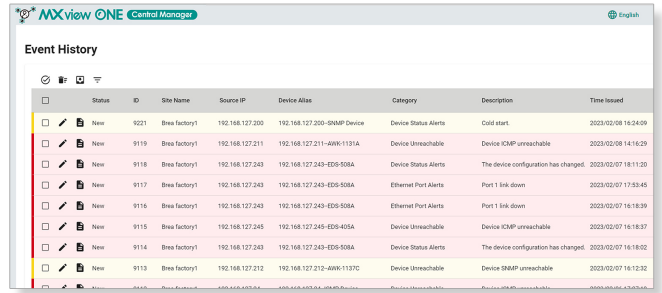 MXview ONE Central Manager English
Event History
Status ID Site Name Source IP Device Alias Category Description Time Issued
New 9221 Brea factory1 192.168.127.200 192.168.127.200–SNMP Device Device Status Alerts Cold start. 2023/02/08 16:24:09
New 9119 Brea factory1 192.168.127.211 192.168.127.211–AWK-1131A Device Unreachable Device ICMP unreachable 2023/02/08 14:16:29
New 9118 Brea factory1 192.168.127.243 192.168.127.243–EDS-508A Device Status Alerts The device configuration has changed. 2023/02/07 18:11:20
New 9117 Brea factory1 192.168.127.243 192.168.127.243–EDS-508A Ethernet Port Alerts Port 1 link down 2023/02/07 17:53:45
New 9116 Brea factory1 192.168.127.243 192.168.127.243–EDS-508A Ethernet Port Alerts Port 1 link down 2023/02/07 16:18:39
New 9115 Brea factory1 192.168.127.245 192.168.127.245–EDS-405A Device Unreachable Device ICMP unreachable 2023/02/07 16:18:37
New 9114 Brea factory1 192.168.127.243 192.168.127.243–EDS-508A Device Status Alerts The device configuration has changed. 2023/02/07 16:18:02
New 9113 Brea factory1 192.168.127.212 192.168.127.212–AWK-1137C Device Unreachable Device SNMP unreachable 2023/02/07 16:12:32